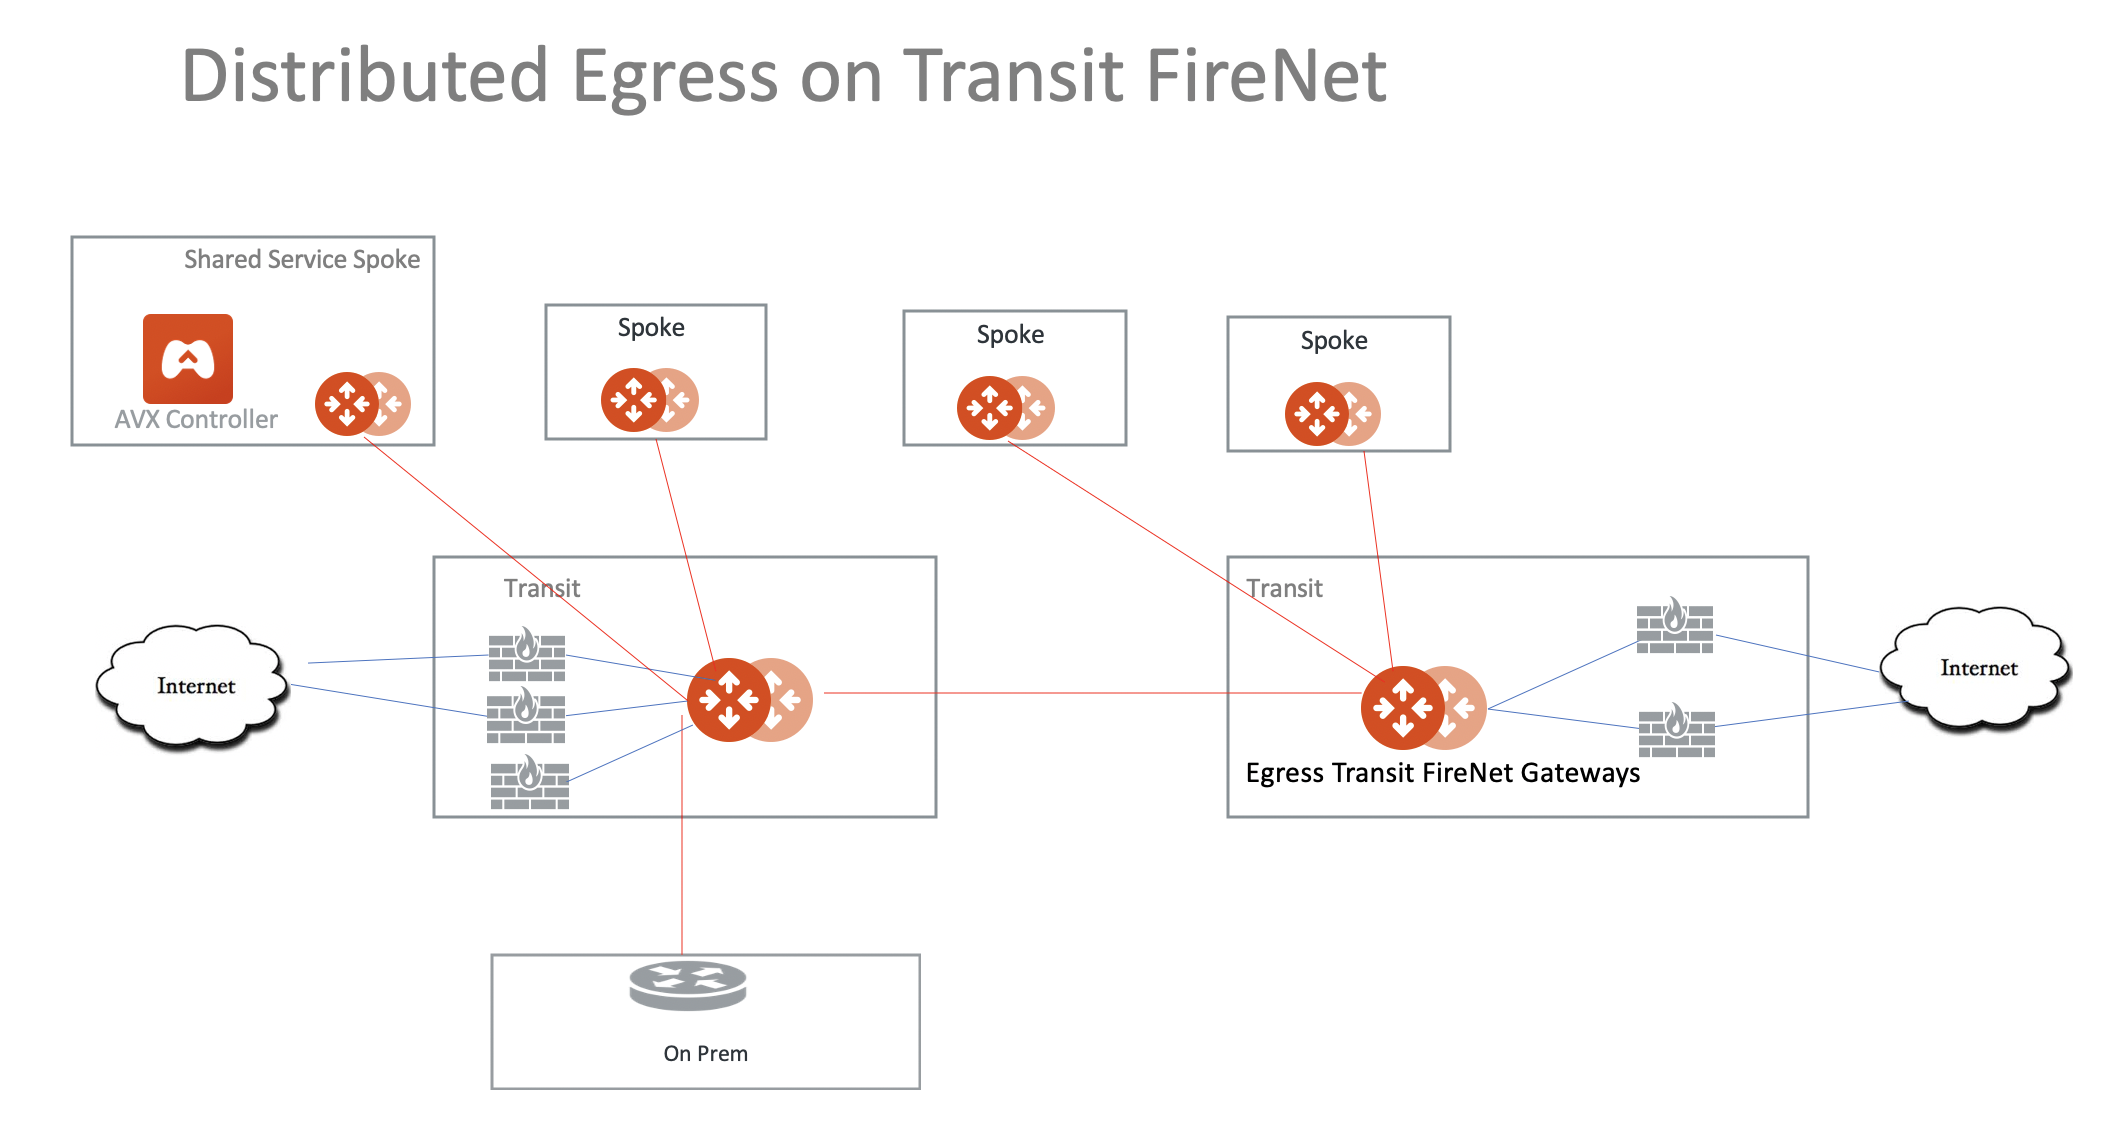 Distributed Egress on Transit FireNet
Shared Service Spoke
AVX Controller
Spoke
Spoke
Spoke
Transit
Transit
Internet
Internet
Egress Transit FireNet Gateways
On Prem